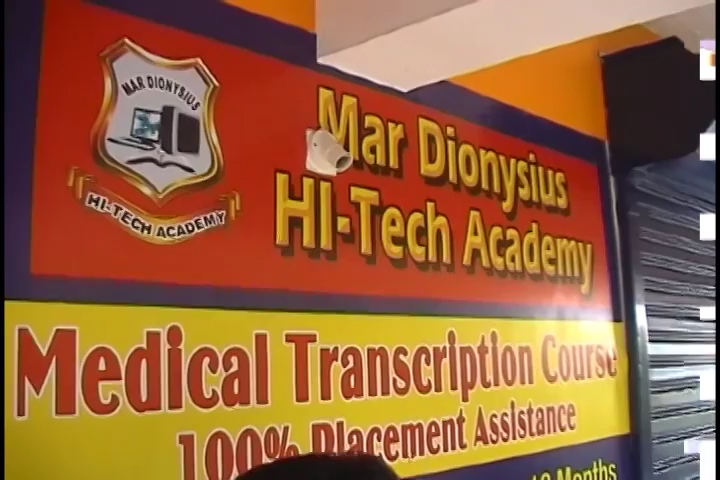 MAR DIONYSIUS
HI-TECH ACADEMY
Mar Dionysius
HI-Tech Academy
Medical Transcription Course
100% Placement Assistance
Months